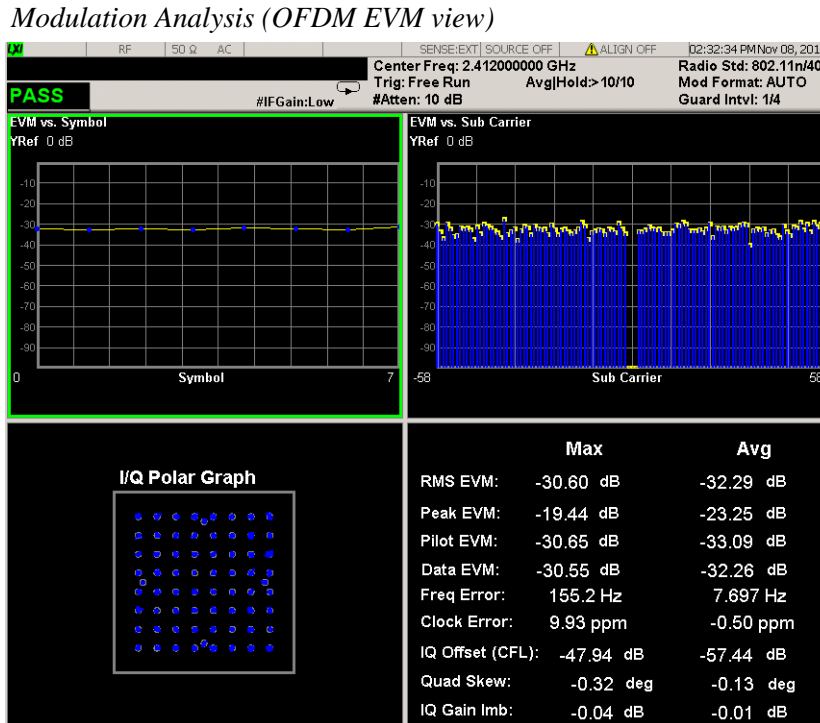 Modulation Analysis (OFDM EVM view)
LXI RF 50 Ω AC SENSE:EXT SOURCE OFF ALIGN OFF 02:32:34 PM Nov 08, 201
Center Freq: 2.412000000 GHz Radio Std: 802.11n/40
Trig: Free Run Avg|Hold:>10/10 Mod Format: AUTO
PASS #IFGain:Low #Atten: 10 dB Guard Intvl: 1/4
EVM vs. Symbol
YRef 0 dB
-10
-20
-30
-40
-50
-60
-70
-80
-90
0 Symbol 7
EVM vs. Sub Carrier
YRef 0 dB
-10
-20
-30
-40
-50
-60
-70
-80
-90
-58 Sub Carrier 58
I/Q Polar Graph
Max Avg
RMS EVM: -30.60 dB -32.29 dB
Peak EVM: -19.44 dB -23.25 dB
Pilot EVM: -30.65 dB -33.09 dB
Data EVM: -30.55 dB -32.26 dB
Freq Error: 155.2 Hz 7.697 Hz
Clock Error: 9.93 ppm -0.50 ppm
IQ Offset (CFL): -47.94 dB -57.44 dB
Quad Skew: -0.32 deg -0.13 deg
IQ Gain Imb: -0.04 dB -0.01 dB